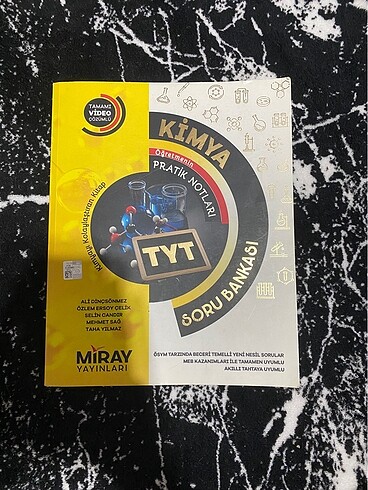 TAMAMI
VİDEO
ÇÖZÜMLÜ
KİMYA
Öğretmenin
PRATİK NOTLARI
Kimyayı Kolaylaştıran Kitap
TYT
SORU BANKASI
ALİ DİNÇSÖNMEZ
ÖZLEM ERSOY ÇELİK
SELİN CANDIR
MEHMET SAĞ
TAHA YILMAZ
MİRAY
YAYINLARI
ÖSYM TARZINDA BECERİ TEMELLİ YENİ NESİL SORULAR
MEB KAZANIMLARI İLE TAMAMEN UYUMLU
AKILLI TAHTAYA UYUMLU